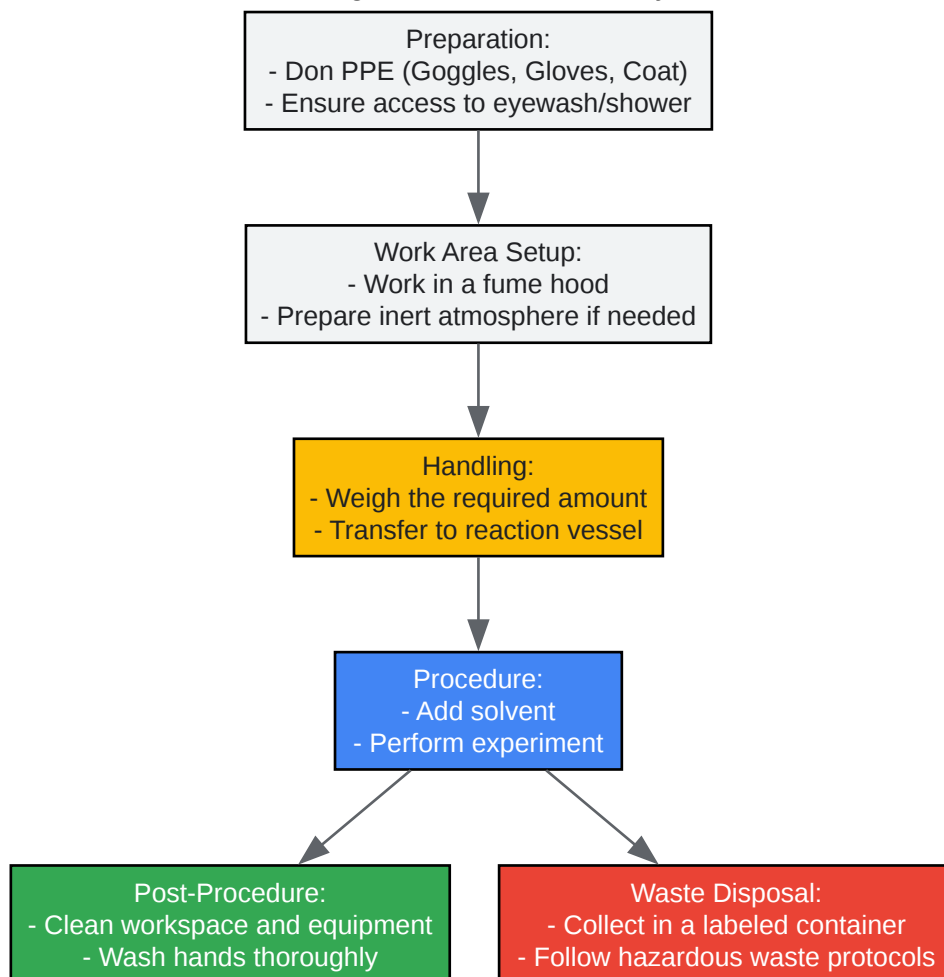 Preparation:
- Don PPE (Goggles, Gloves, Coat)
- Ensure access to eyewash/shower
Work Area Setup:
- Work in a fume hood
- Prepare inert atmosphere if needed
Handling:
- Weigh the required amount
- Transfer to reaction vessel
Procedure:
- Add solvent
- Perform experiment
Post-Procedure:
- Clean workspace and equipment
- Wash hands thoroughly
Waste Disposal:
- Collect in a labeled container
- Follow hazardous waste protocols